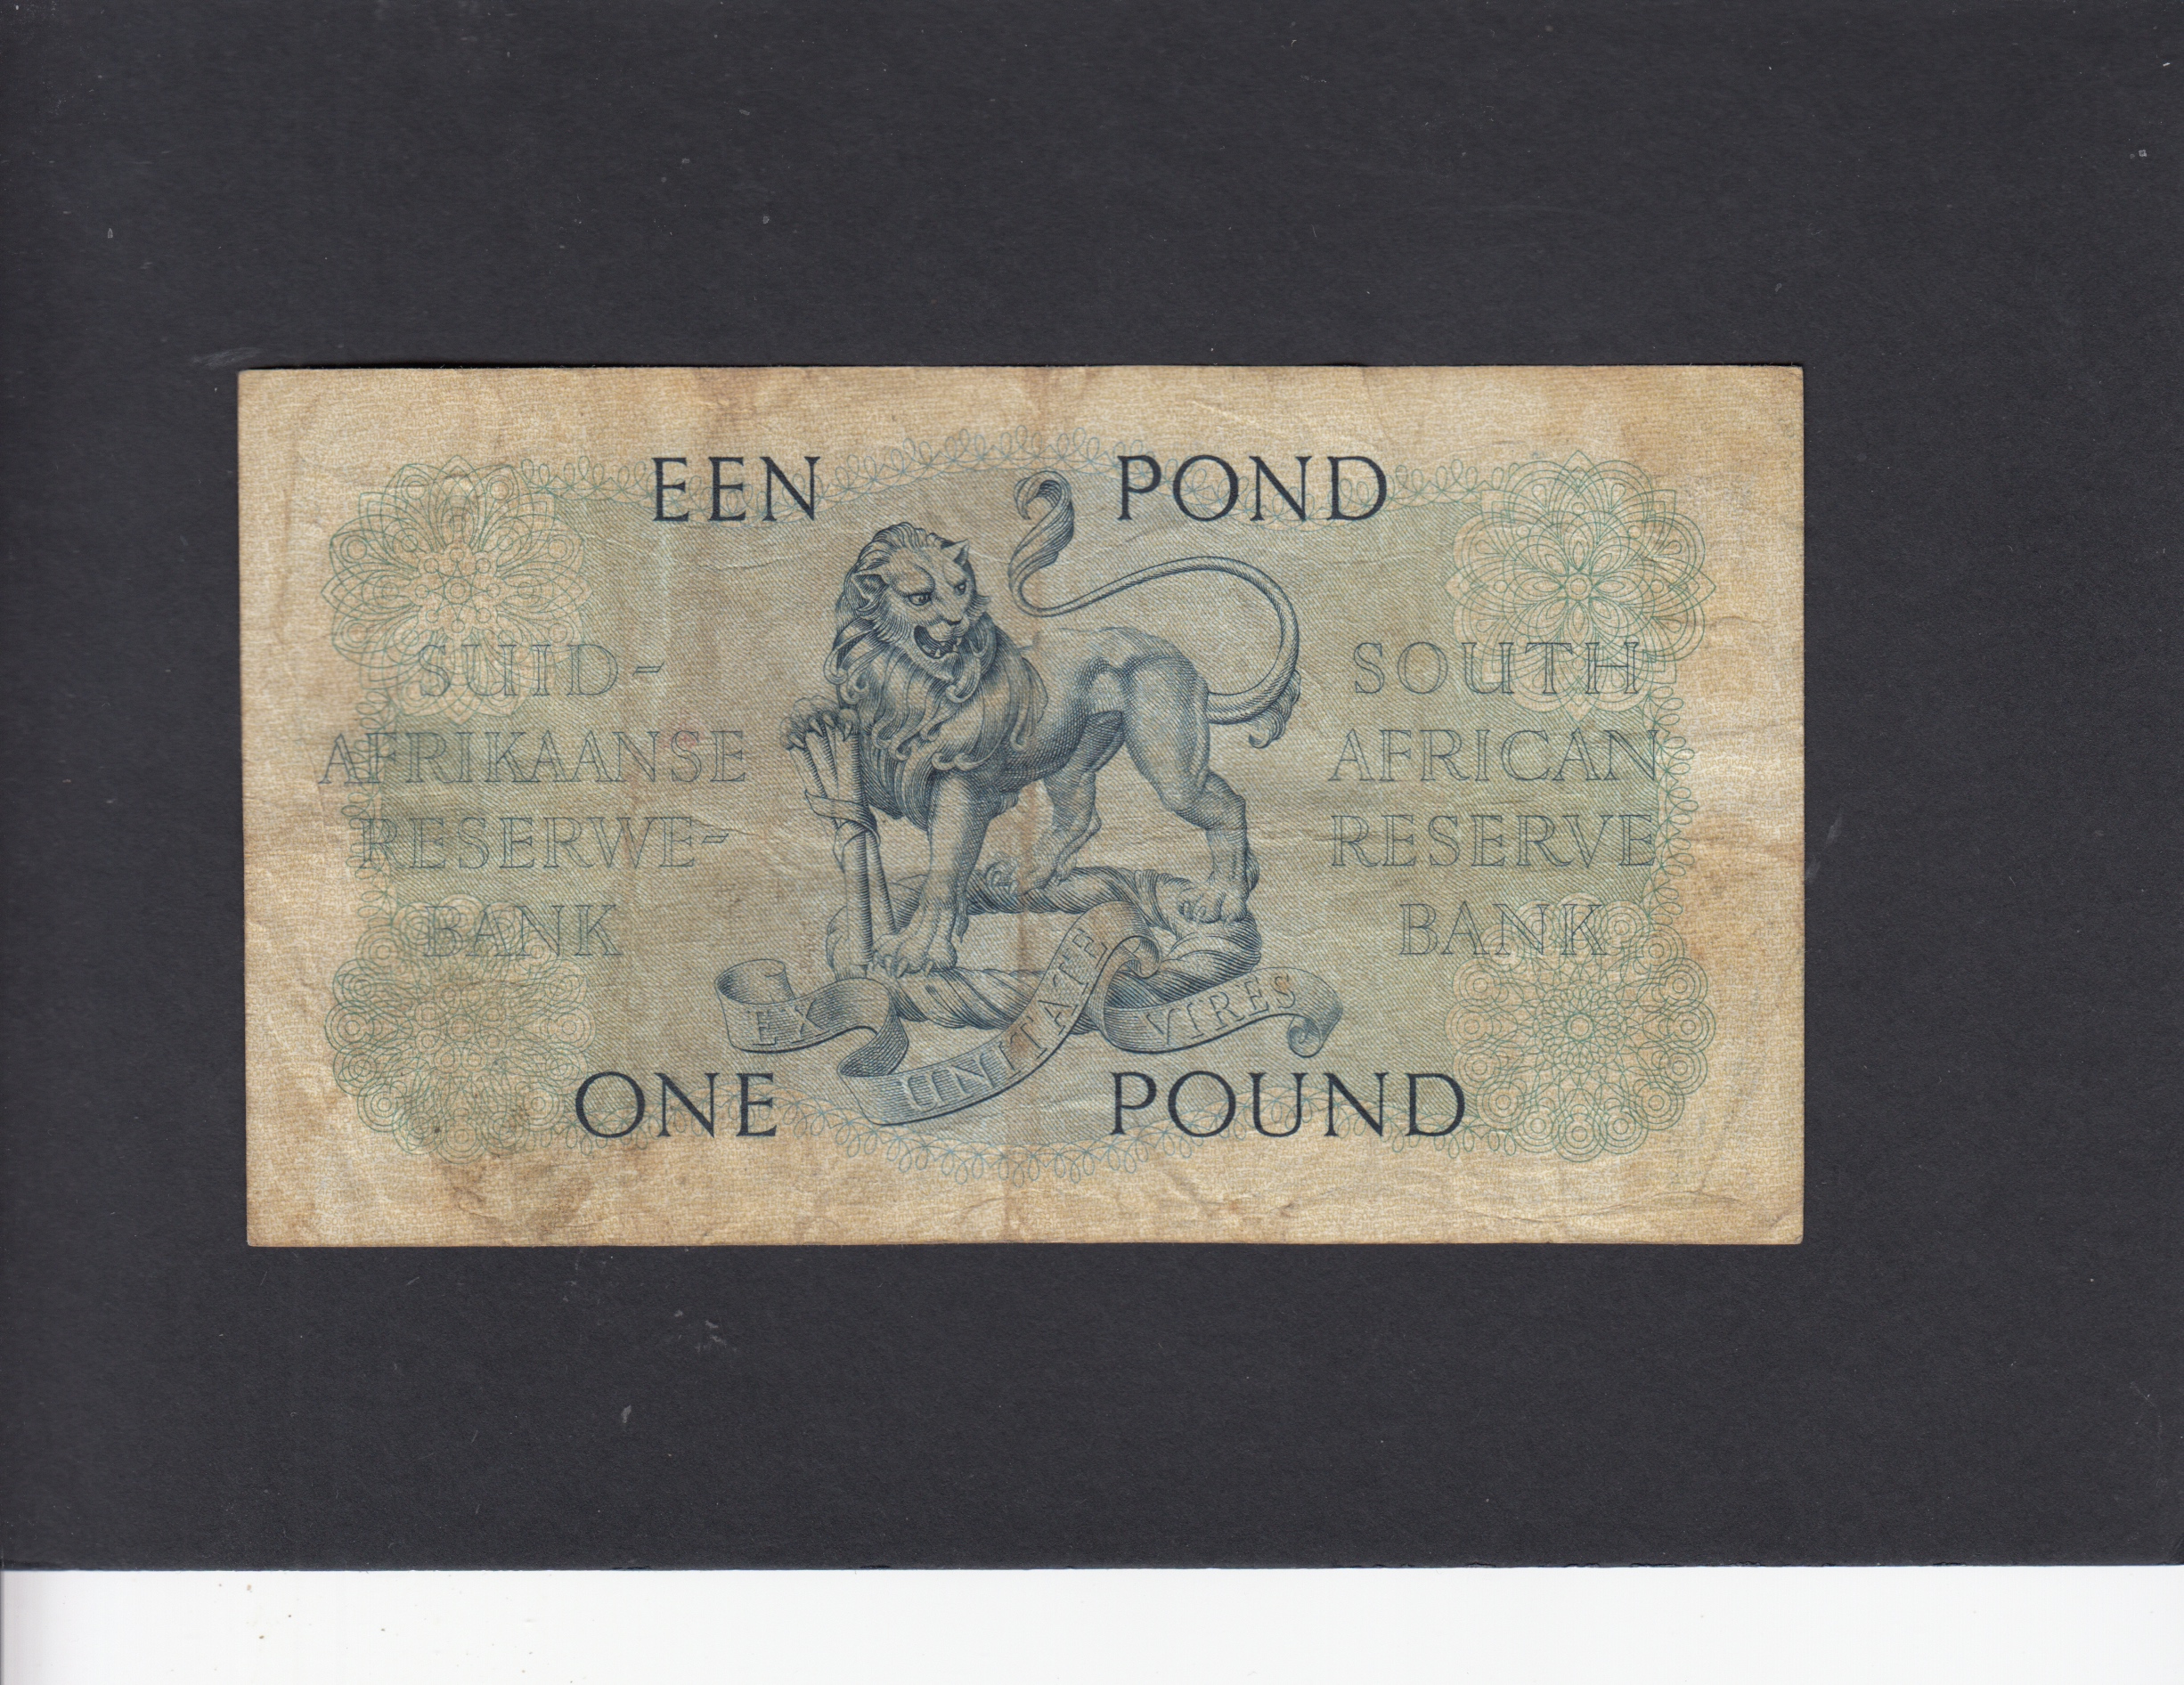 EEN POND
SUID-
AFRIKAANSE
RESERWE-
BANK
SOUTH
AFRICAN
RESERVE
BANK
EX UNITATE VIRES
ONE POUND